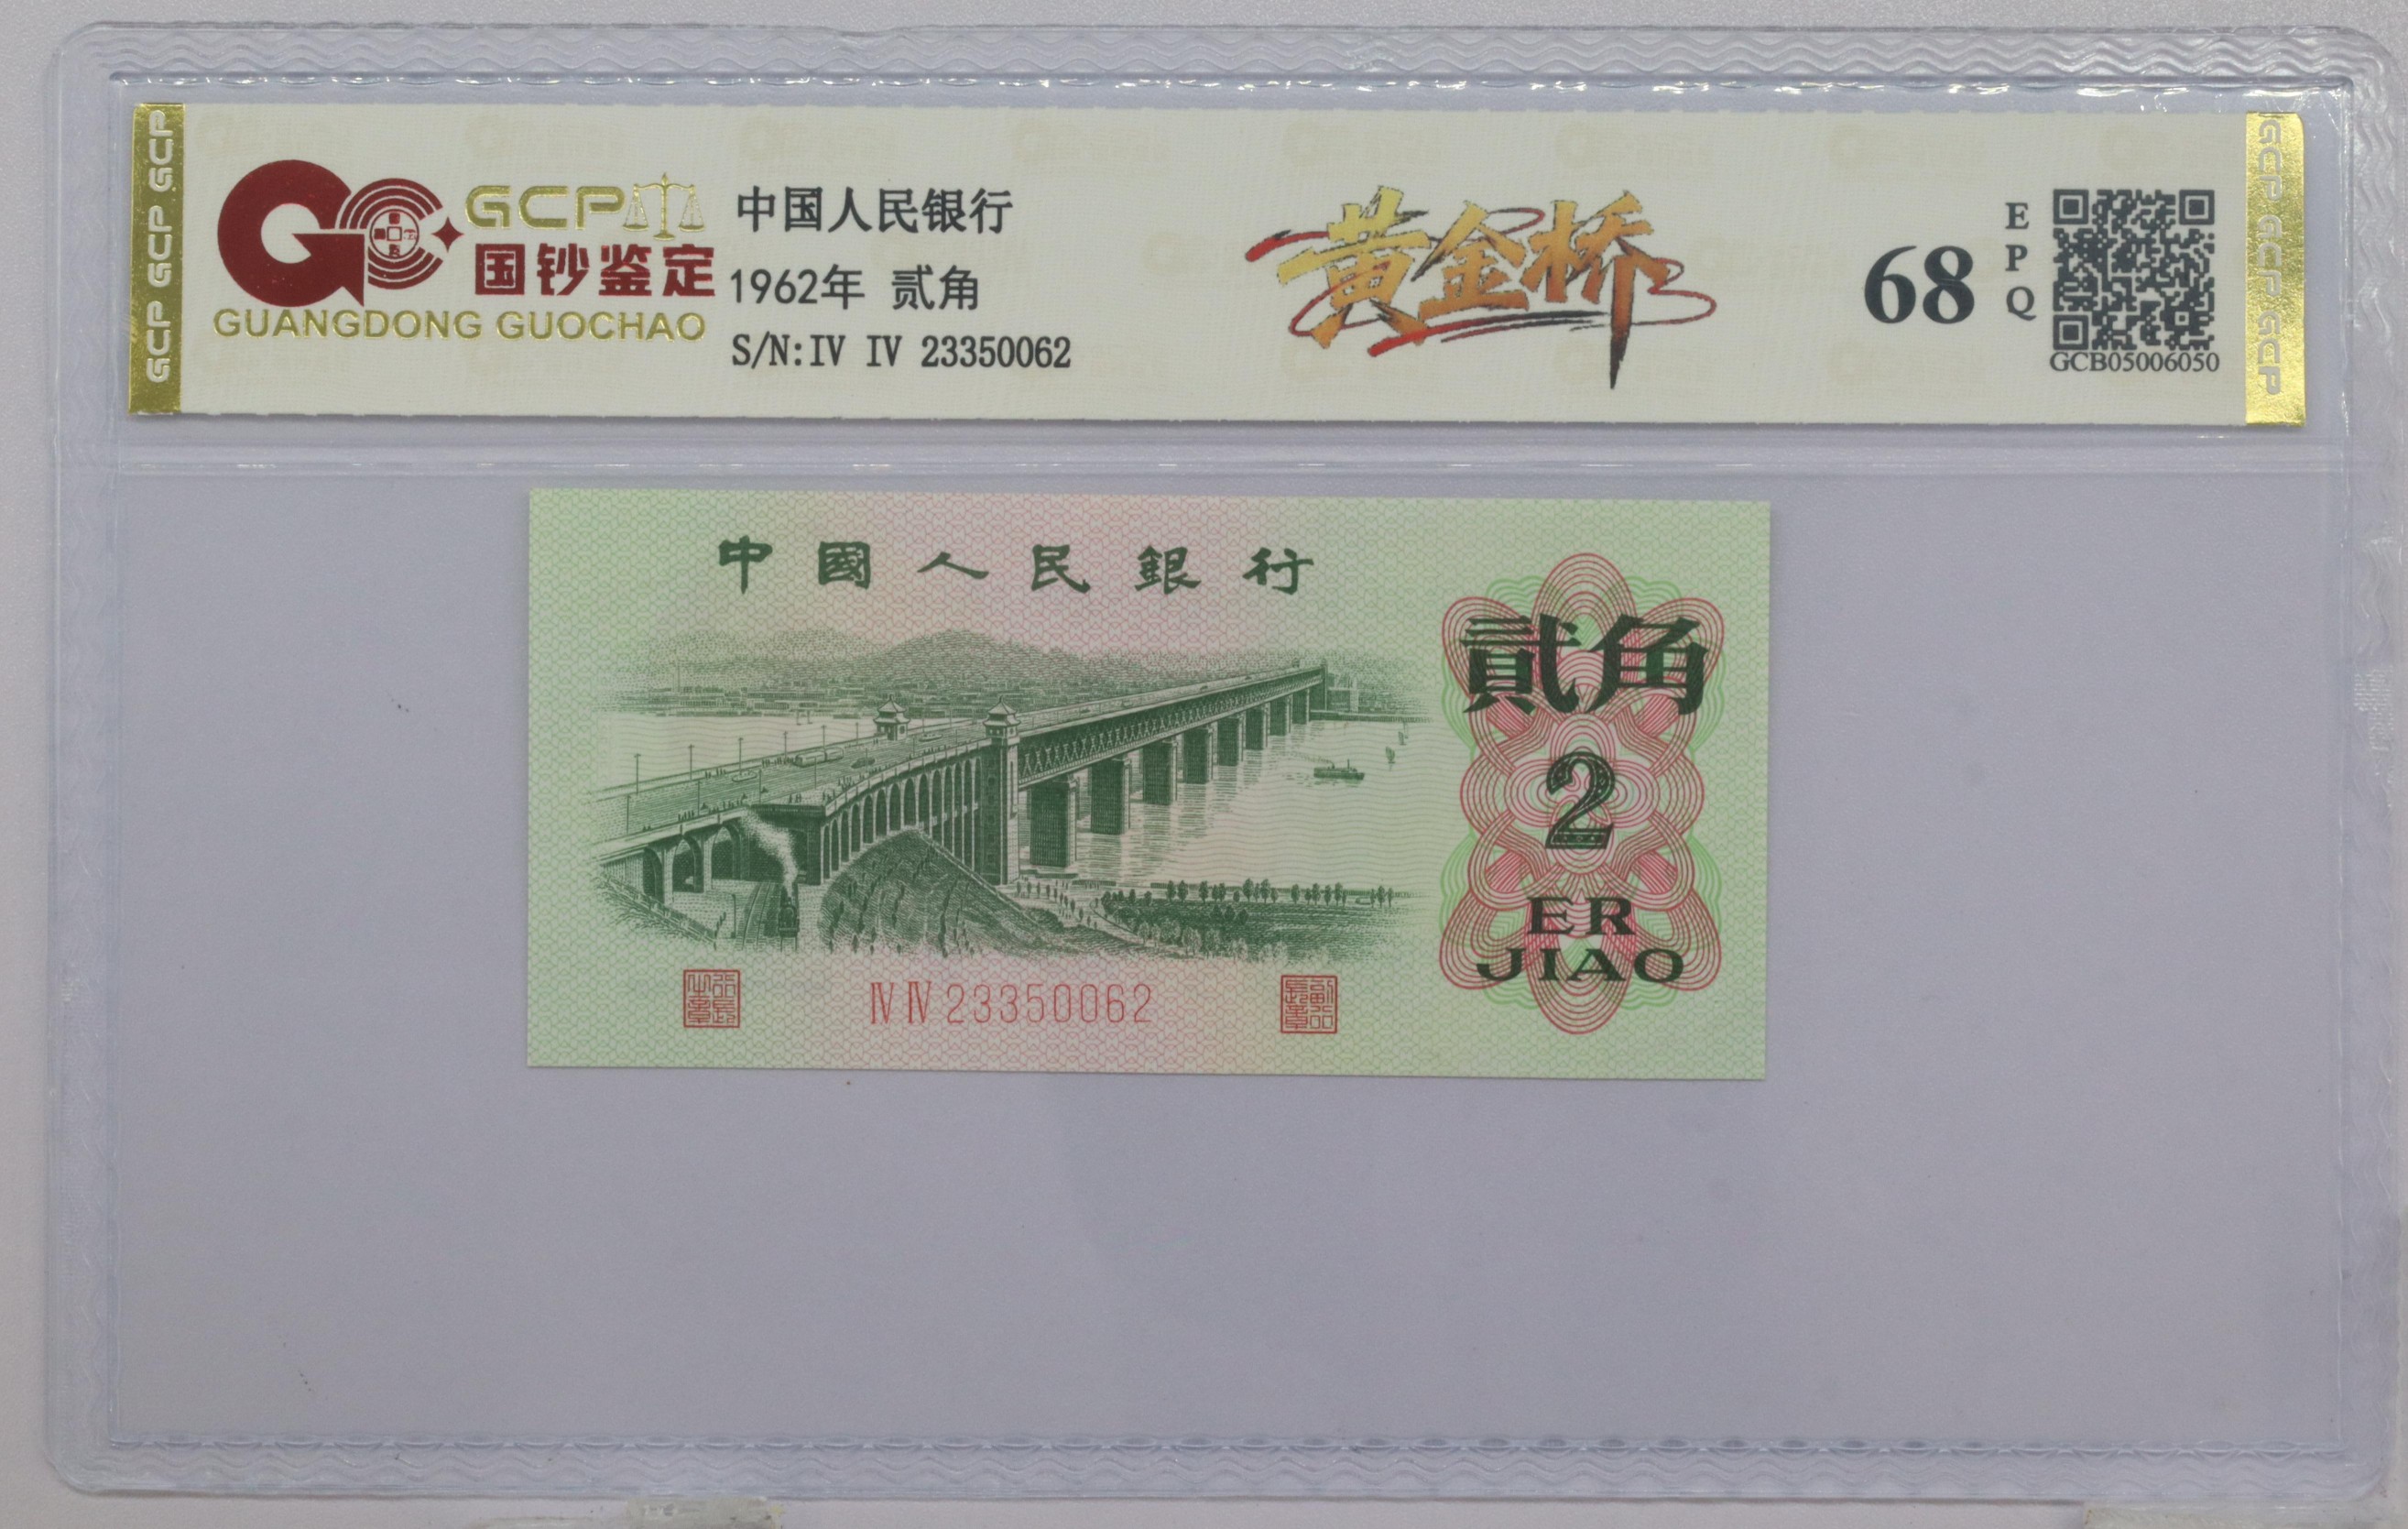 GCP GCP GCP
GCP
国钞鉴定
GUANGDONG GUOCHAO
中国人民银行
1962年 贰角
S/N:IV IV 23350062
黄金桥
68
EPQ
GCB05006050
GCP GCP GCP
中國人民銀行
貳角
2
ER
JIAO
IV IV 23350062